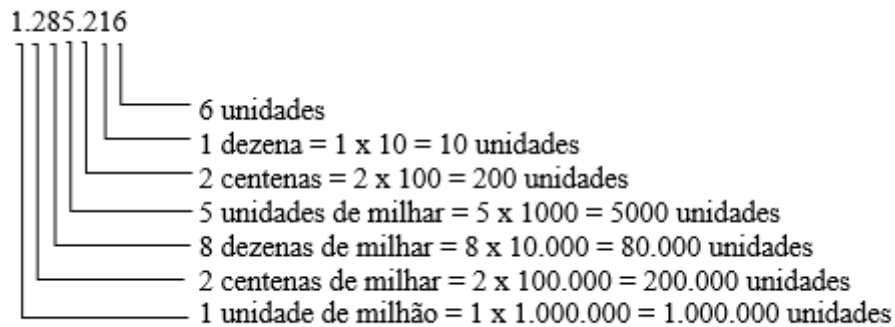 1.285.216
6 unidades
1 dezena = 1 x 10 = 10 unidades
2 centenas = 2 x 100 = 200 unidades
5 unidades de milhar = 5 x 1000 = 5000 unidades
8 dezenas de milhar = 8 x 10.000 = 80.000 unidades
2 centenas de milhar = 2 x 100.000 = 200.000 unidades
1 unidade de milhão = 1 x 1.000.000 = 1.000.000 unidades